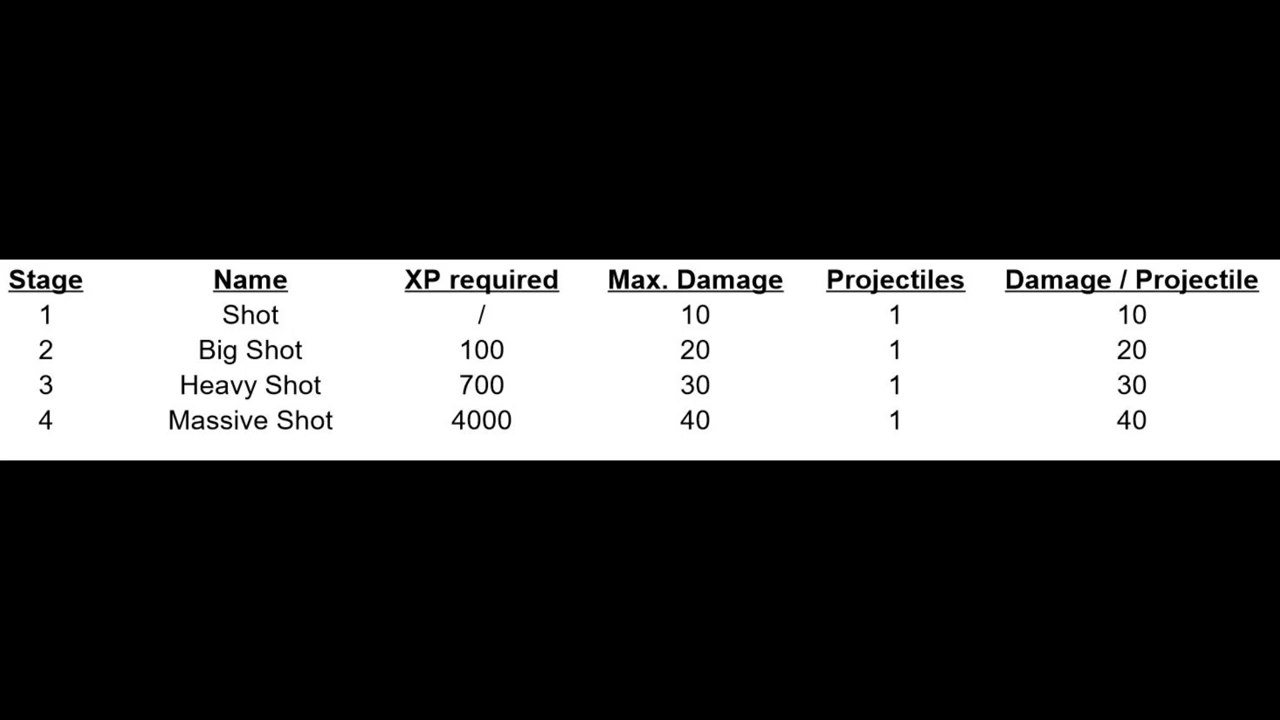 Stage Name XP required Max. Damage Projectiles Damage / Projectile
1 Shot / 10 1 10
2 Big Shot 100 20 1 20
3 Heavy Shot 700 30 1 30
4 Massive Shot 4000 40 1 40